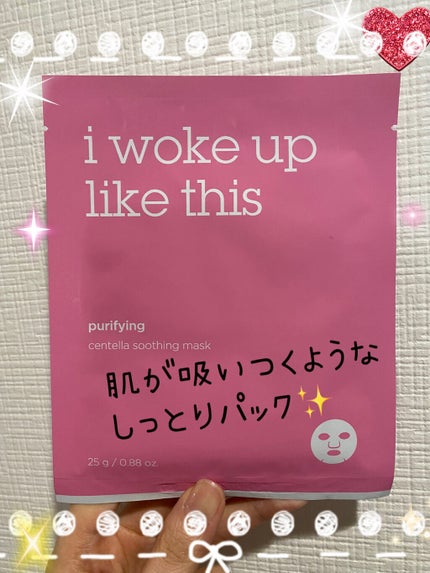 i woke up
like this
purifying
centella soothing mask
肌が吸いつくような
しっとりパック✨
25 g / 0.88 oz.